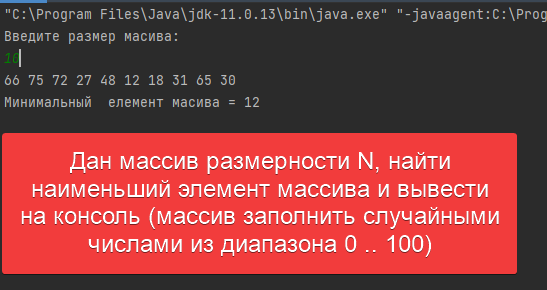 "C:\Program Files\Java\jdk-11.0.13\bin\java.exe" "-javaagent:C:\Prog
Введите размер масива:
10
66 75 72 27 48 12 18 31 65 30
Минимальный  елемент масива = 12
Дан массив размерности N, найти
наименьший элемент массива и вывести
на консоль (массив заполнить случайными
числами из диапазона 0 .. 100)